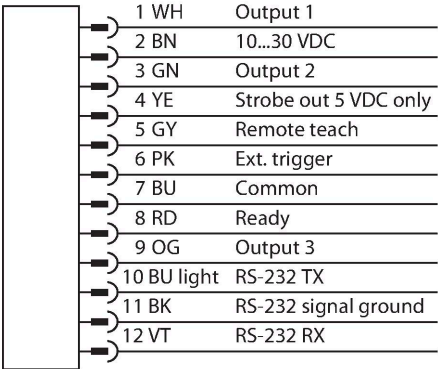 1 WH Output 1
2 BN 10...30 VDC
3 GN Output 2
4 YE Strobe out 5 VDC only
5 GY Remote teach
6 PK Ext. trigger
7 BU Common
8 RD Ready
9 OG Output 3
10 BU light RS-232 TX
11 BK RS-232 signal ground
12 VT RS-232 RX